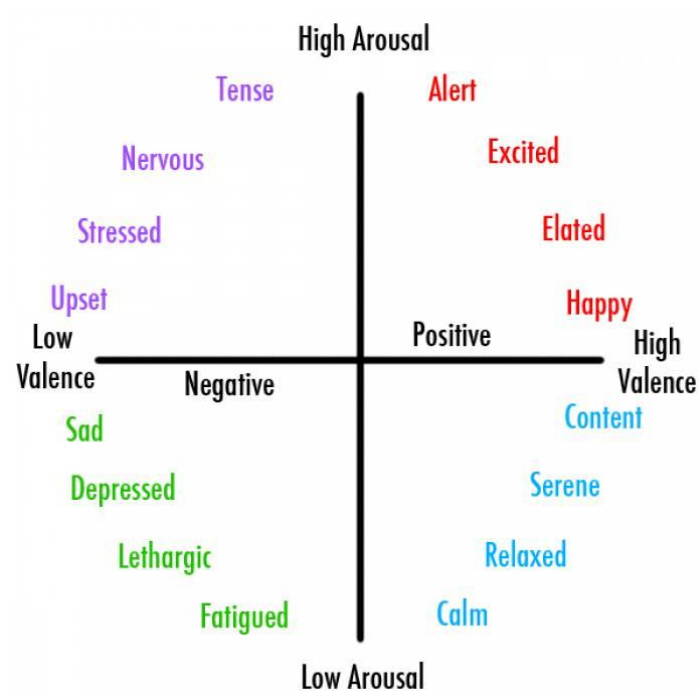 High Arousal
Tense
Alert
Nervous
Excited
Stressed
Elated
Upset
Happy
Low
Valence
Negative
Positive
High
Valence
Sad
Content
Depressed
Serene
Lethargic
Relaxed
Fatigued
Calm
Low Arousal